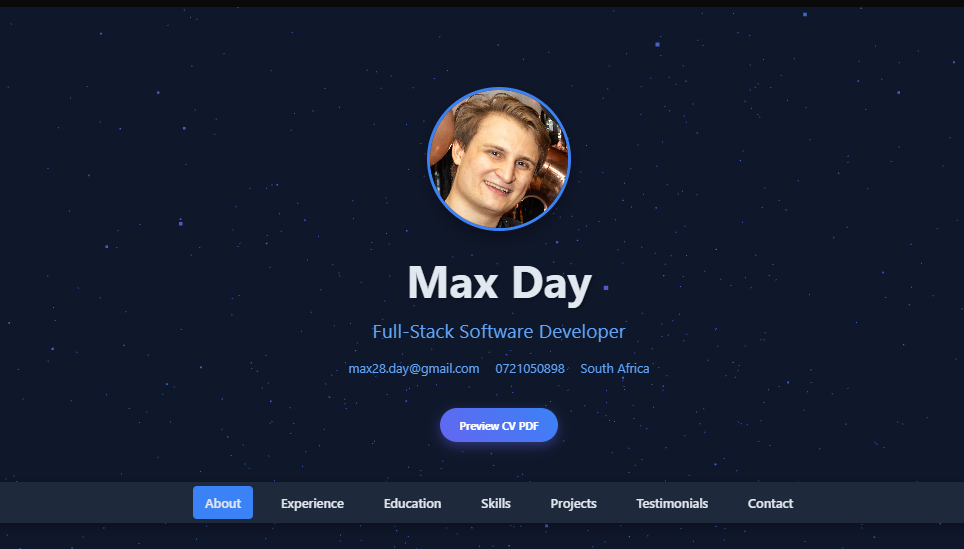 Max Day
Full-Stack Software Developer
max28.day@gmail.com 0721050898 South Africa
Preview CV PDF
About Experience Education Skills Projects Testimonials Contact